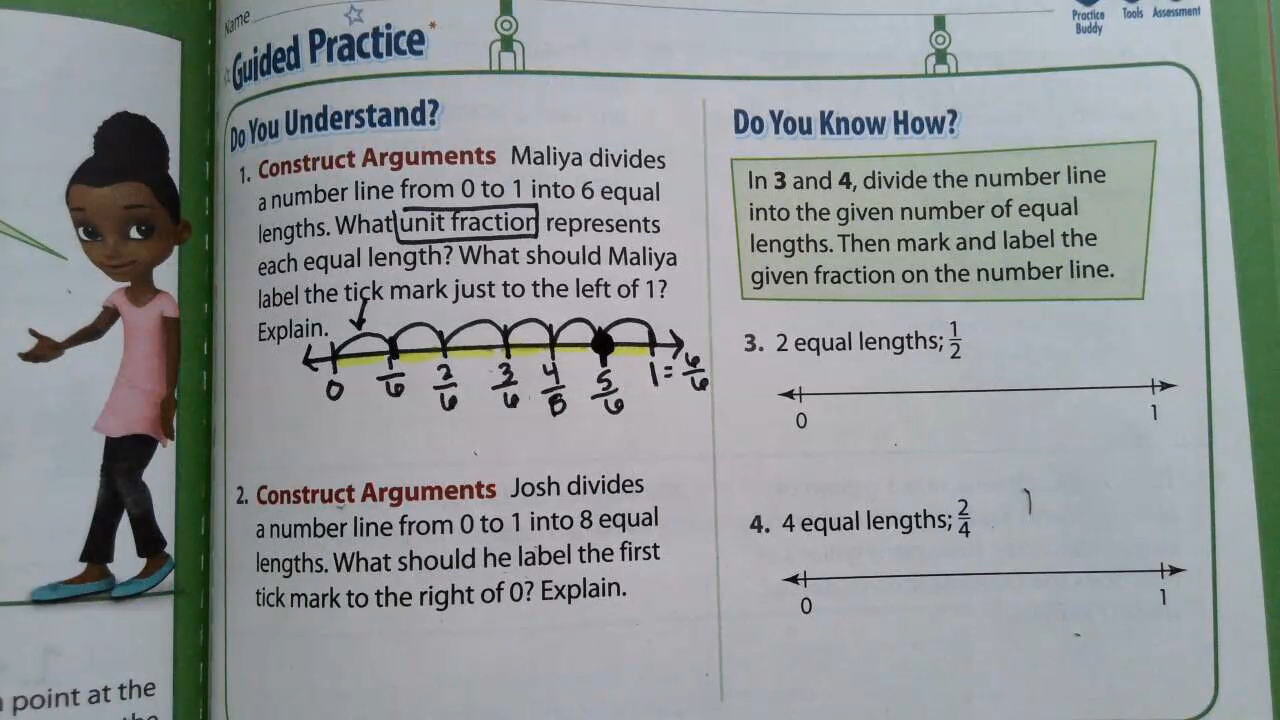 Name
Guided Practice
Practice Buddy
Tools
Assessment
Do You Understand?
1. Construct Arguments Maliya divides
a number line from 0 to 1 into 6 equal
lengths. What unit fraction represents
each equal length? What should Maliya
label the tick mark just to the left of 1?
Explain.
0 1/6 2/6 3/6 4/8 5/6 1 = 6/6
2. Construct Arguments Josh divides
a number line from 0 to 1 into 8 equal
lengths. What should he label the first
tick mark to the right of 0? Explain.
Do You Know How?
In 3 and 4, divide the number line
into the given number of equal
lengths. Then mark and label the
given fraction on the number line.
3. 2 equal lengths; 1/2
0 1
4. 4 equal lengths; 2/4
0 1
point at the